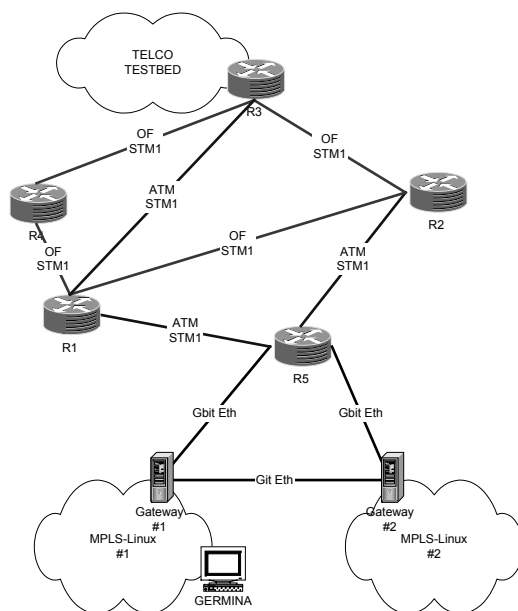 TELCO
TESTBED
R3
OF
STM1
OF
STM1
ATM
STM1
R4
R2
OF
STM1
OF
STM1
ATM
STM1
R1
ATM
STM1
R5
Gbit Eth
Gbit Eth
Git Eth
Gateway
#1
Gateway
#2
MPLS-Linux
#1
MPLS-Linux
#2
GERMINA